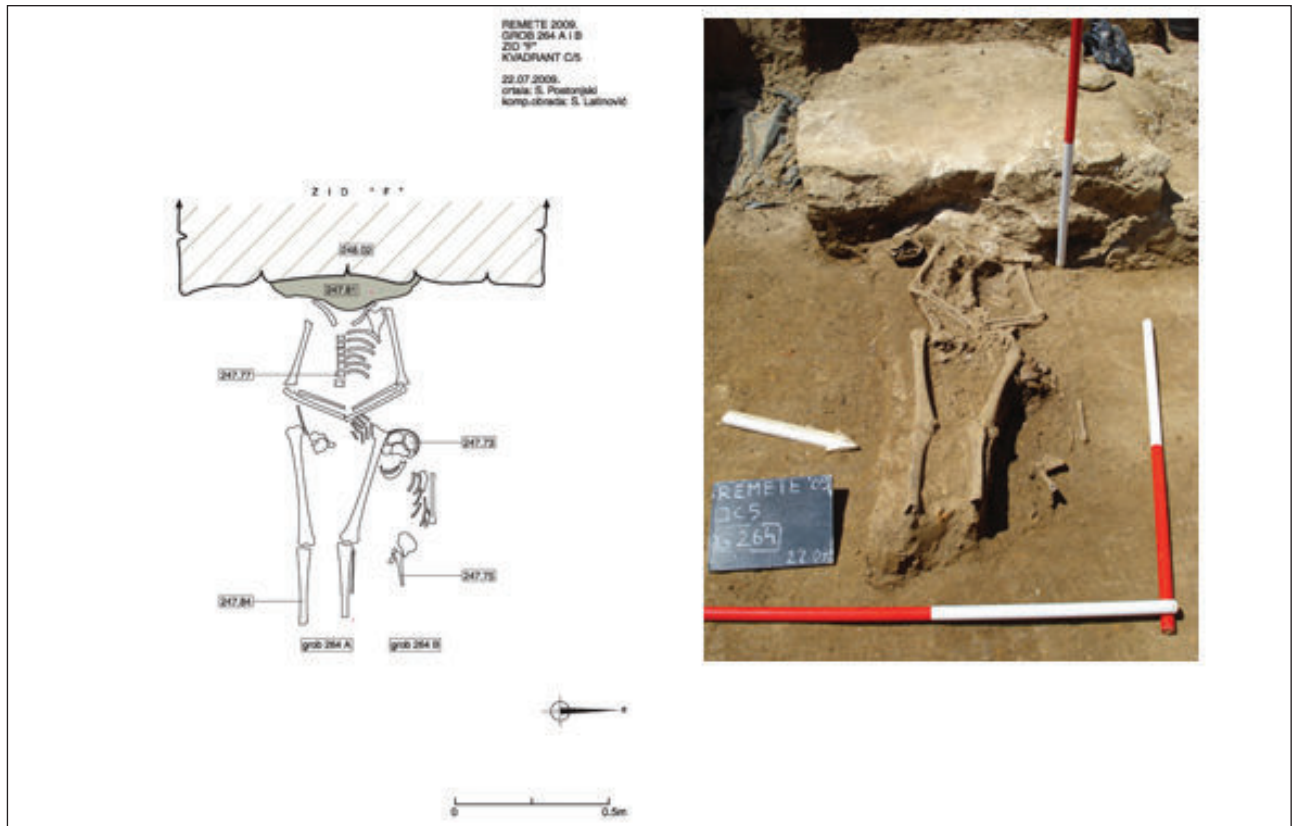 REMETE 2009.
GROB 264 A I B
ZID "F"
KVADRANT C/5
22.07.2009.
crtala: S. Postonjski
komp.obrada: S. Latinović
ZID "F"
248.02
247.81
247.77
247.73
247.75
247.84
grob 264 A
grob 264 B
0
0.5m
REMETE '09
C5
264